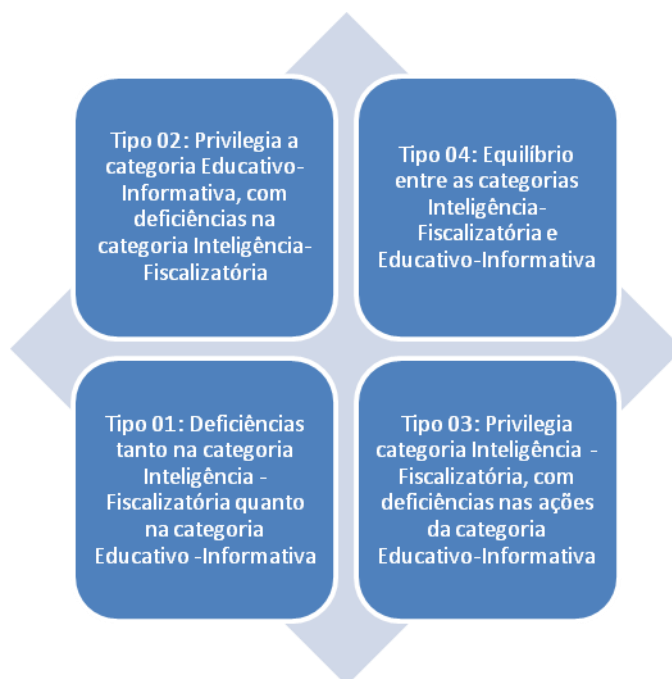 Tipo 02: Privilegia a
categoria Educativo-
Informativa, com
deficiências na
categoria Inteligência-
Fiscalizatória
Tipo 04: Equilíbrio
entre as categorias
Inteligência-
Fiscalizatória e
Educativo-Informativa
Tipo 01: Deficiências
tanto na categoria
Inteligência -
Fiscalizatória quanto
na categoria
Educativo -Informativa
Tipo 03: Privilegia
categoria Inteligência -
Fiscalizatória, com
deficiências nas ações
da categoria
Educativo-Informativa